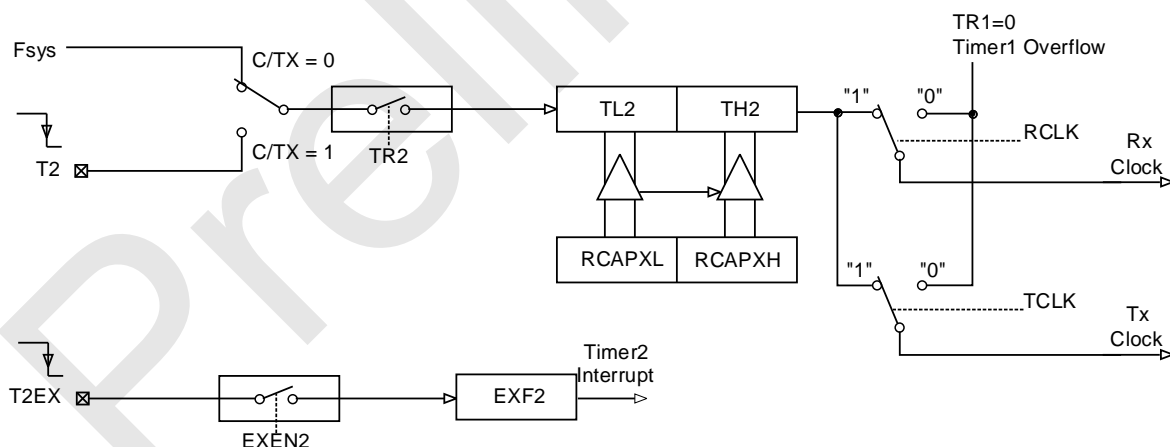 TR1=0
Timer1 Overflow
Fsys
C/TX = 0
TL2
TH2
"1"
"0"
RCLK
Rx
Clock
T2
C/TX = 1
TR2
RCAPXL
RCAPXH
"1"
"0"
TCLK
Tx
Clock
T2EX
EXEN2
EXF2
Timer2
Interrupt
Prelim